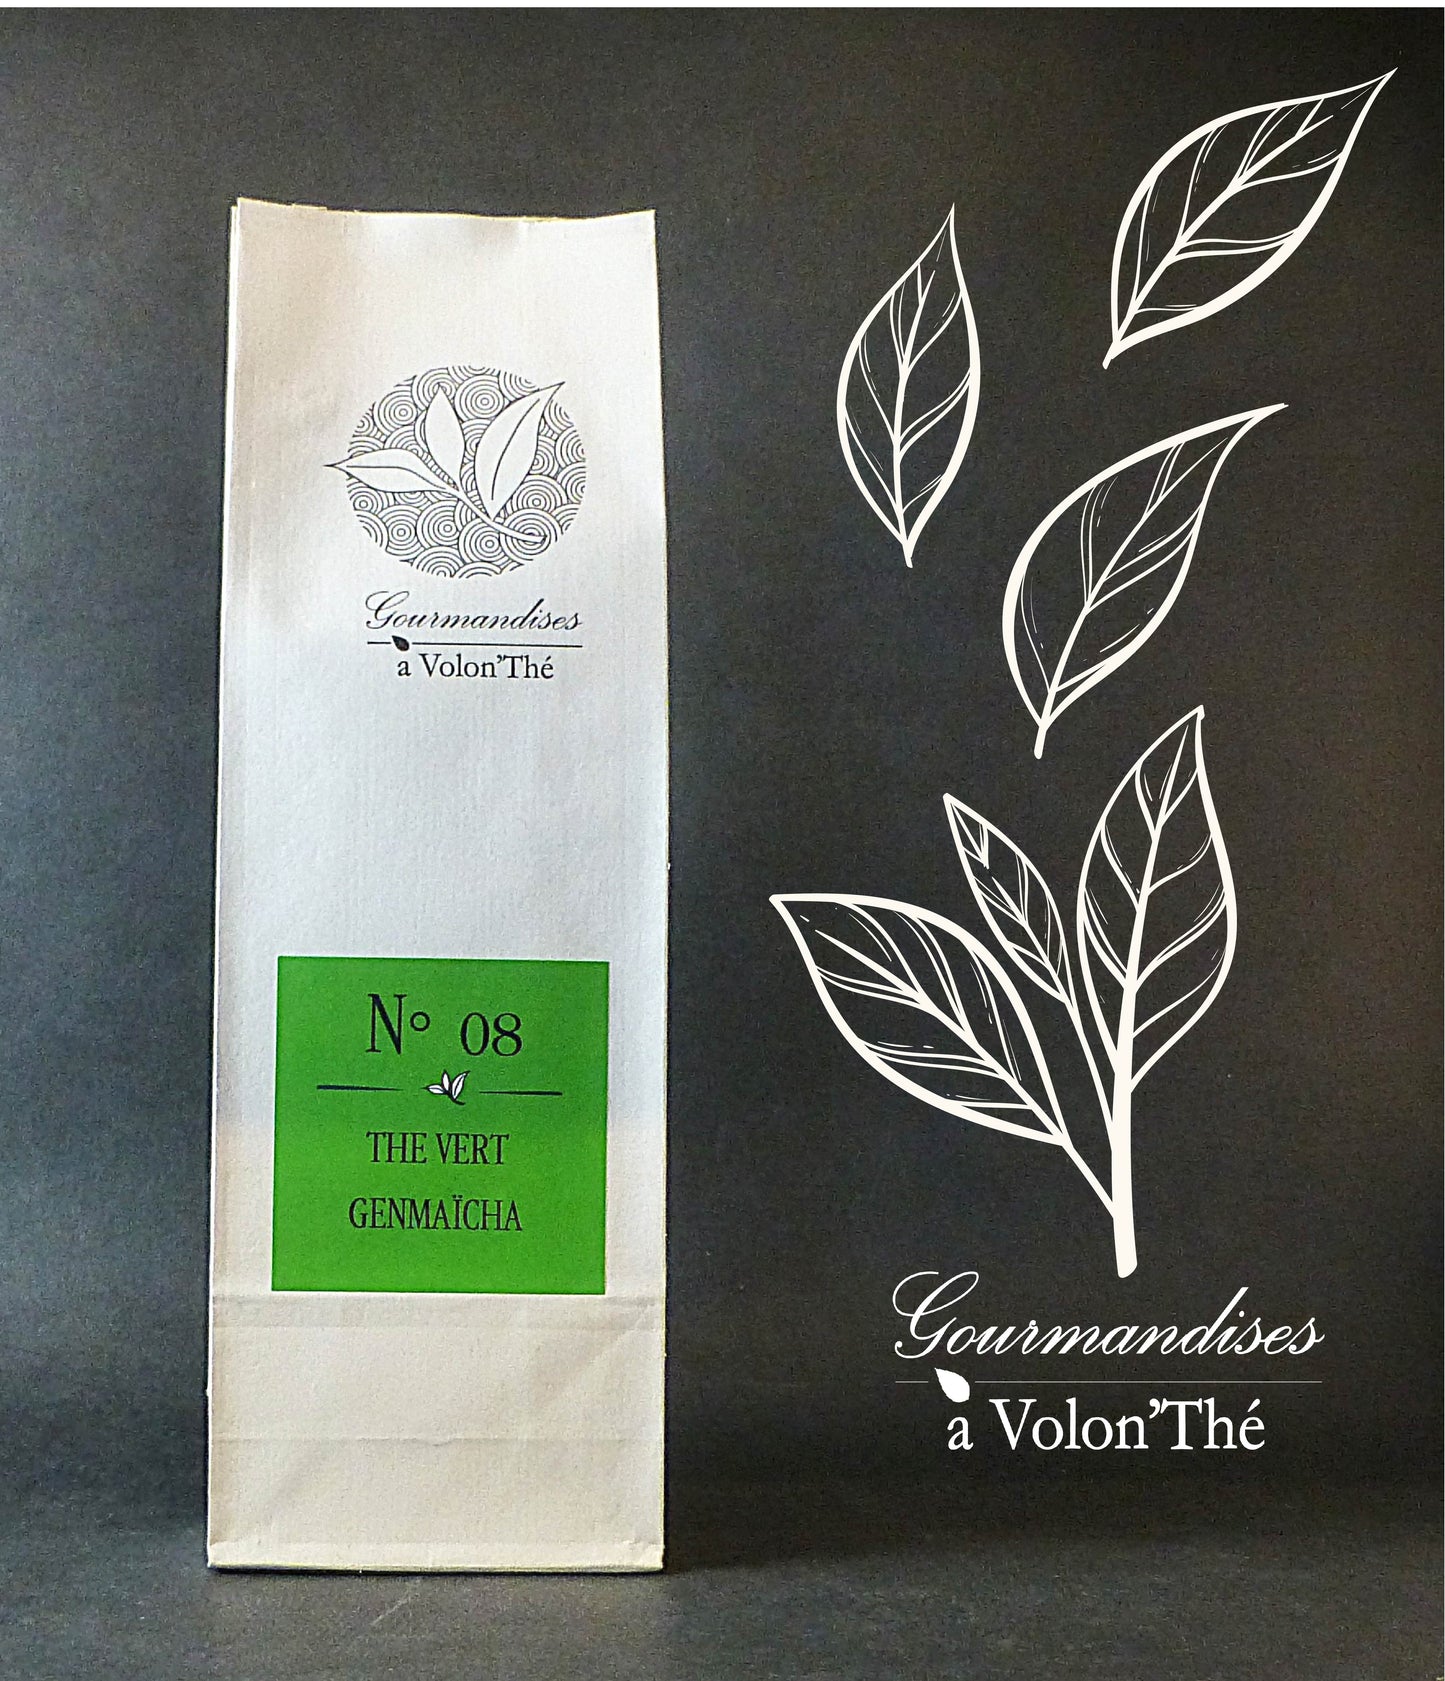 Gourmandises
a Volon’Thé
N° 08
THE VERT
GENMAÏCHA
Gourmandises
a Volon’Thé